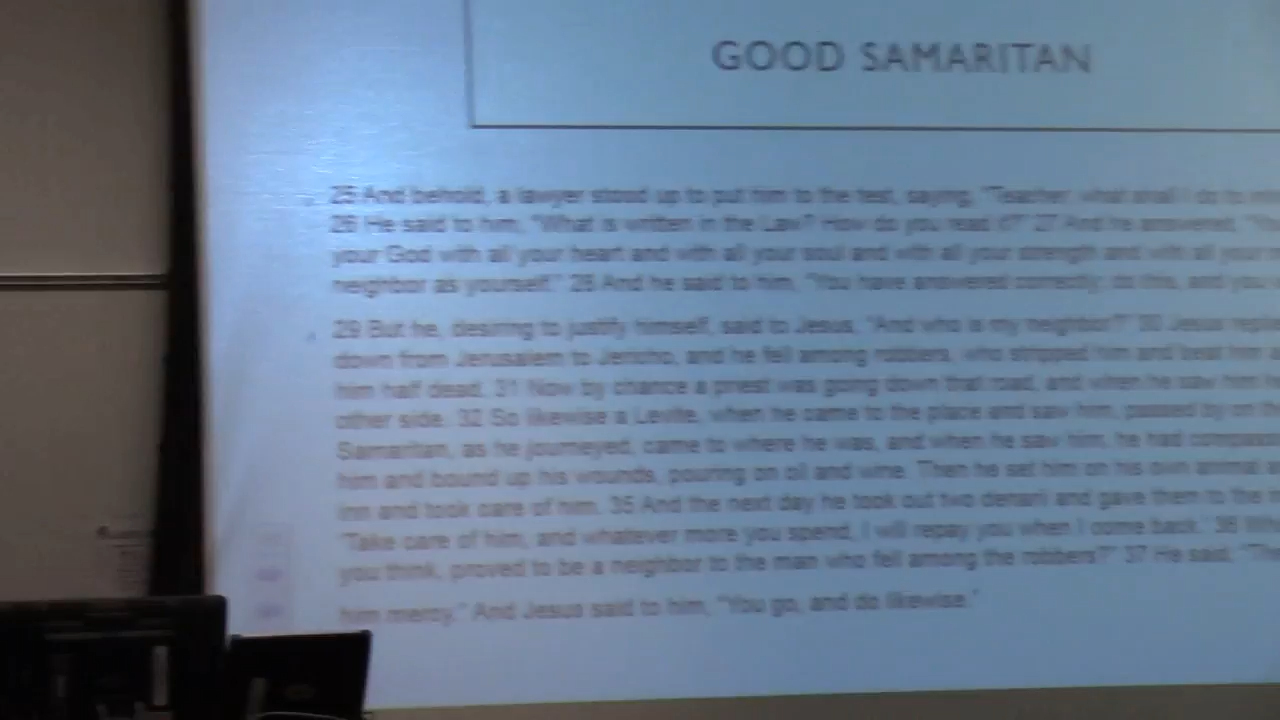 GOOD SAMARITAN
25 And behold, a lawyer stood up to put him to the test, saying, "Teacher, what shall I do to
26 He said to him, "What is written in the Law? How do you read it?" 27 And he answered,
your God with all your heart and with all your soul and with all your strength and with all your
neighbor as yourself." 28 And he said to him, "You have answered correctly; do this, and you
29 But he, desiring to justify himself, said to Jesus, "And who is my neighbor?" 30 Jesus
down from Jerusalem to Jericho, and he fell among robbers, who stripped him and beat him
him half dead. 31 Now by chance a priest was going down that road, and when he saw him
other side. 32 So likewise a Levite, when he came to the place and saw him, passed by on
Samaritan, as he journeyed, came to where he was, and when he saw him, he had
him and bound up his wounds, pouring on oil and wine. Then he set him on his own animal
inn and took care of him. 35 And the next day he took out two denarii and gave them to the
'Take care of him, and whatever more you spend, I will repay you when I come back.' 36
you think, proved to be a neighbor to the man who fell among the robbers?" 37 He said,
him mercy." And Jesus said to him, "You go, and do likewise."